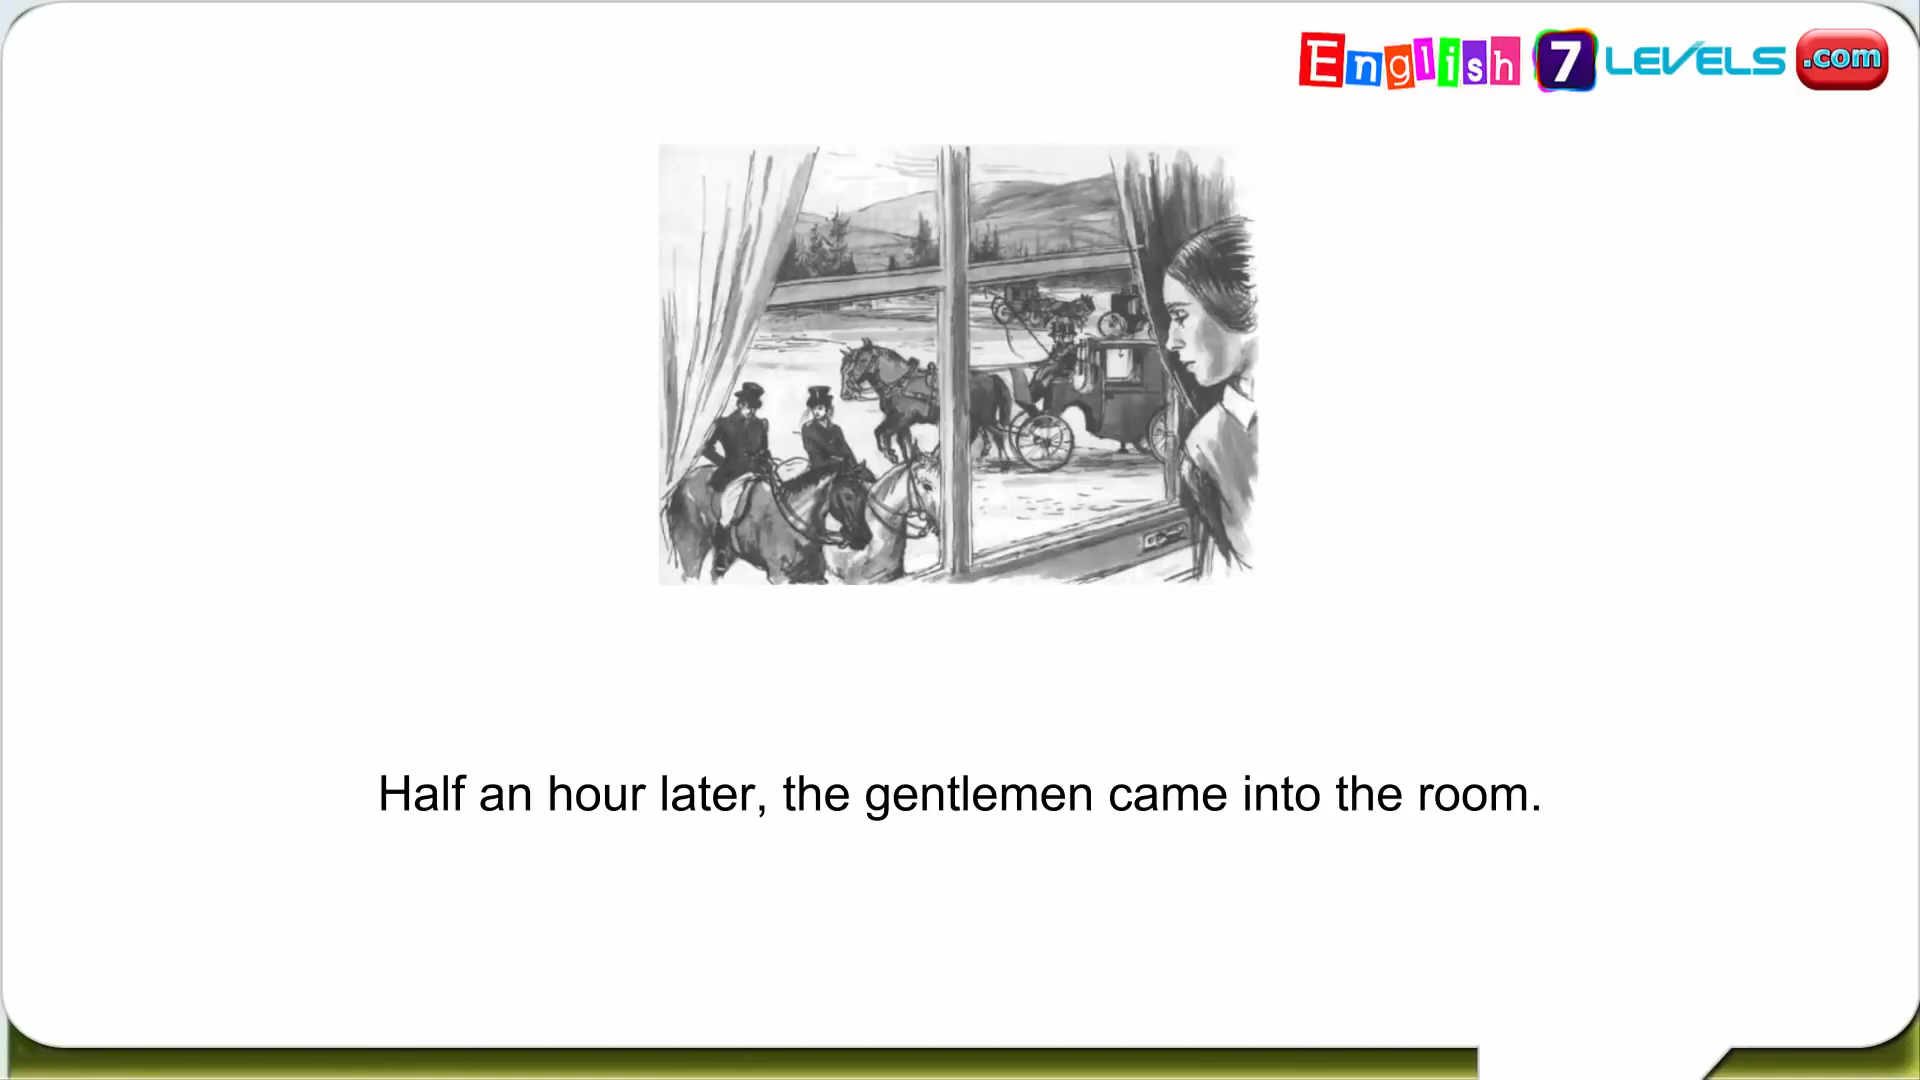 English 7 LEVELS .com
Half an hour later, the gentlemen came into the room.